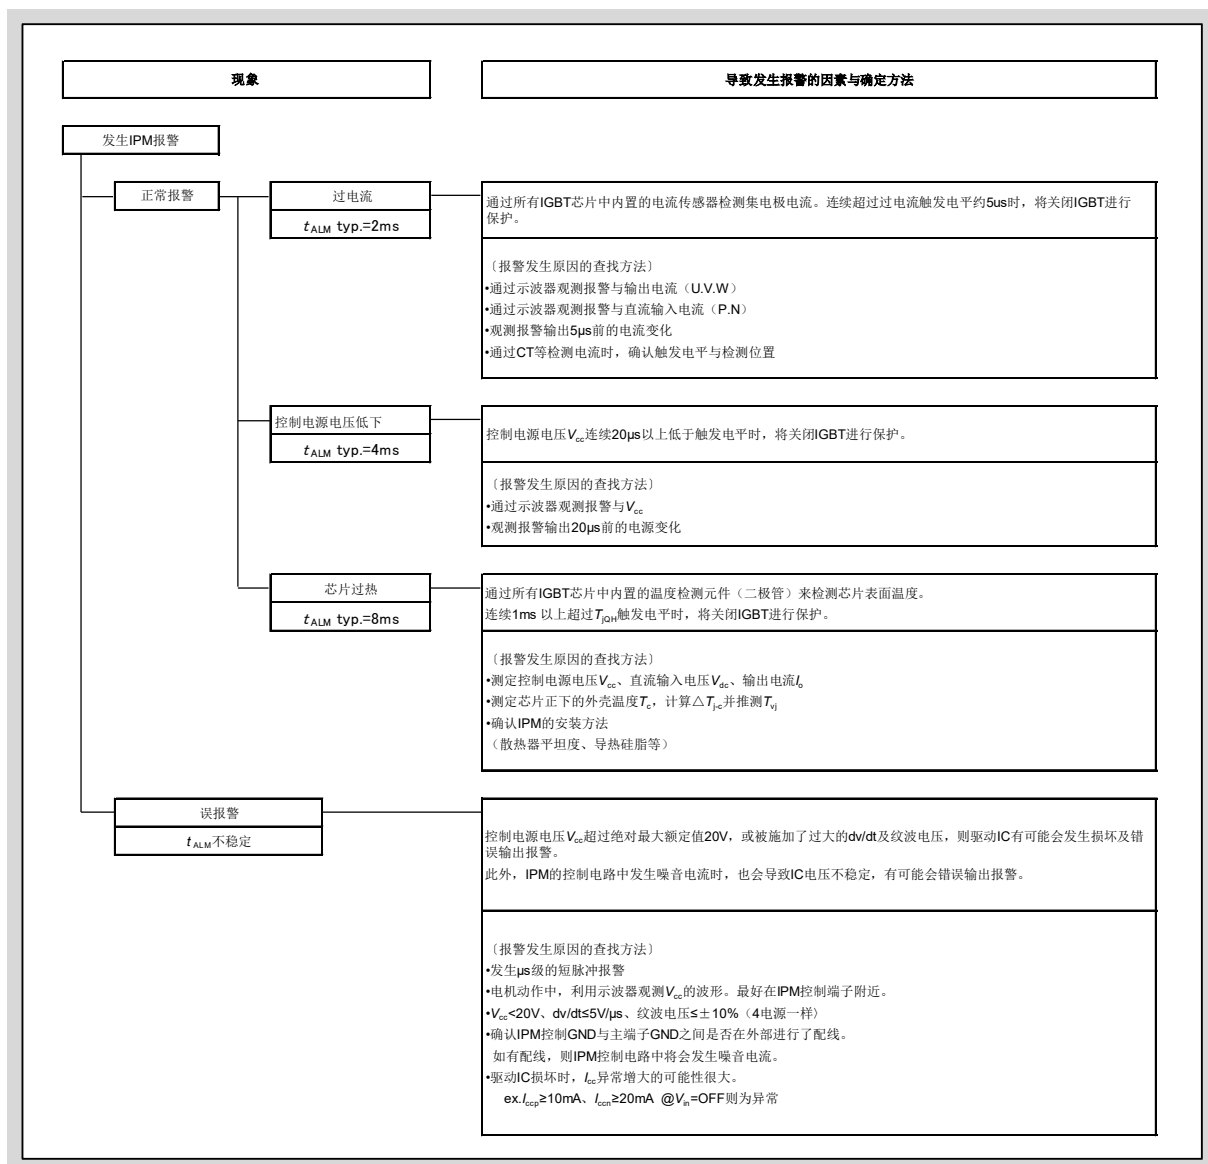 现象
导致发生报警的因素与确定方法
发生IPM报警
正常报警
过电流
tALM typ.=2ms
通过所有IGBT芯片中内置的电流传感器检测集电极电流。连续超过过电流触发电平约5us时，将关闭IGBT进行
保护。
〔报警发生原因的查找方法〕
•通过示波器观测报警与输出电流（U.V.W）
•通过示波器观测报警与直流输入电流（P.N）
•观测报警输出5µs前的电流变化
•通过CT等检测电流时，确认触发电平与检测位置
控制电源电压低下
tALM typ.=4ms
控制电源电压Vcc连续20µs以上低于触发电平时，将关闭IGBT进行保护。
〔报警发生原因的查找方法〕
•通过示波器观测报警与Vcc
•观测报警输出20µs前的电源变化
芯片过热
tALM typ.=8ms
通过所有IGBT芯片中内置的温度检测元件（二极管）来检测芯片表面温度。
连续1ms 以上超过TjOH触发电平时，将关闭IGBT进行保护。
〔报警发生原因的查找方法〕
•测定控制电源电压Vcc、直流输入电压Vdc、输出电流Io
•测定芯片正下的外壳温度Tc，计算△Tj-c并推测Tvj
•确认IPM的安装方法
（散热器平坦度、导热硅脂等）
误报警
tALM不稳定
控制电源电压Vcc超过绝对最大额定值20V，或被施加了过大的dv/dt及纹波电压，则驱动IC有可能会发生损坏及错
误输出报警。
此外，IPM的控制电路中发生噪音电流时，也会导致IC电压不稳定，有可能会错误输出报警。
〔报警发生原因的查找方法〕
•发生µs级的短脉冲报警
•电机动作中，利用示波器观测Vcc的波形。最好在IPM控制端子附近。
•Vcc<20V、dv/dt≤5V/µs、纹波电压≤±10%（4电源一样）
•确认IPM控制GND与主端子GND之间是否在外部进行了配线。
如有配线，则IPM控制电路中将会发生噪音电流。
•驱动IC损坏时，Icc异常增大的可能性很大。
ex.Iccp≥10mA、Iccn≥20mA @Vin=OFF则为异常